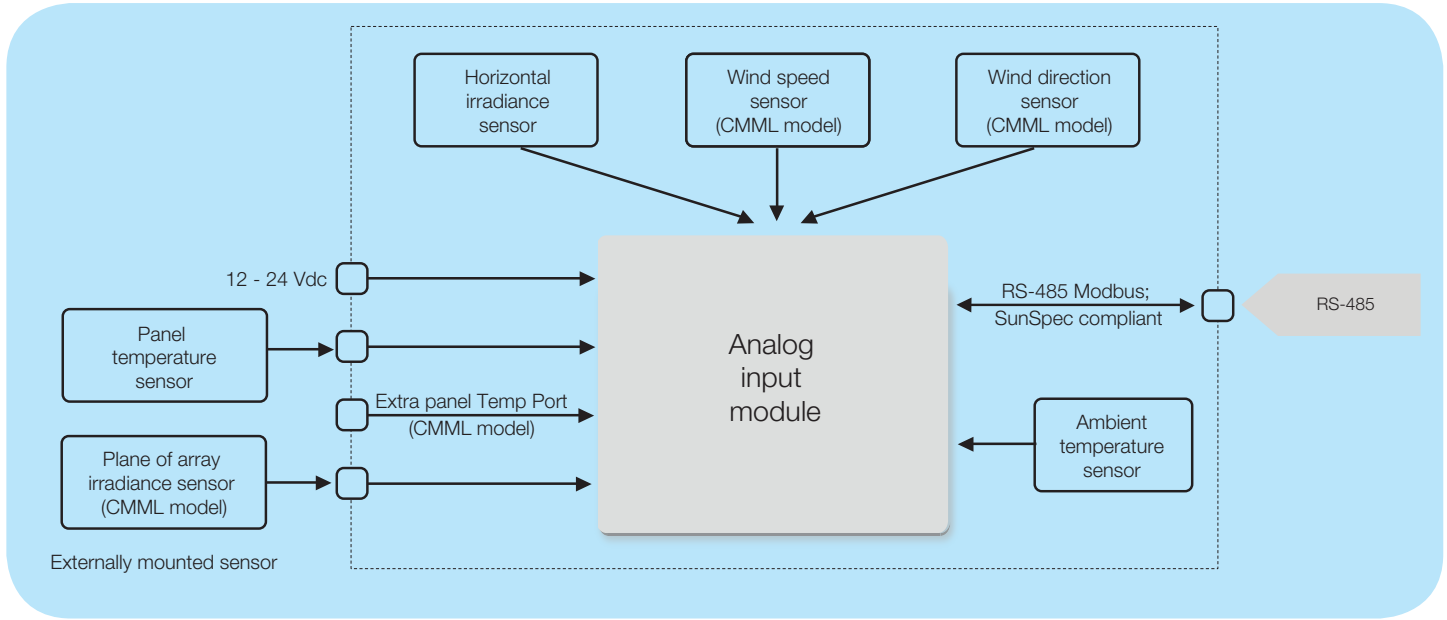 Horizontal
irradiance
sensor
Wind speed
sensor
(CMML model)
Wind direction
sensor
(CMML model)
12 - 24 Vdc
Panel
temperature
sensor
Extra panel Temp Port
(CMML model)
Plane of array
irradiance sensor
(CMML model)
Externally mounted sensor
Analog
input
module
RS-485 Modbus;
SunSpec compliant
RS-485
Ambient
temperature
sensor